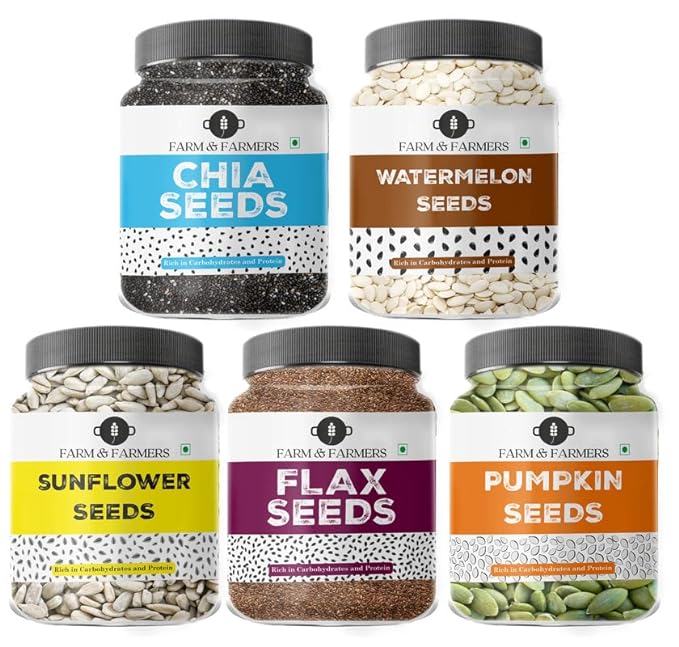 FARM & FARMERS
CHIA
SEEDS
Rich in Carbohydrates and Protein
FARM & FARMERS
WATERMELON
SEEDS
Rich in Carbohydrates and Protein
FARM & FARMERS
SUNFLOWER
SEEDS
Rich in Carbohydrates and Protein
FARM & FARMERS
FLAX
SEEDS
Rich in Carbohydrates and Protein
FARM & FARMERS
PUMPKIN
SEEDS
Rich in Carbohydrates and Protein